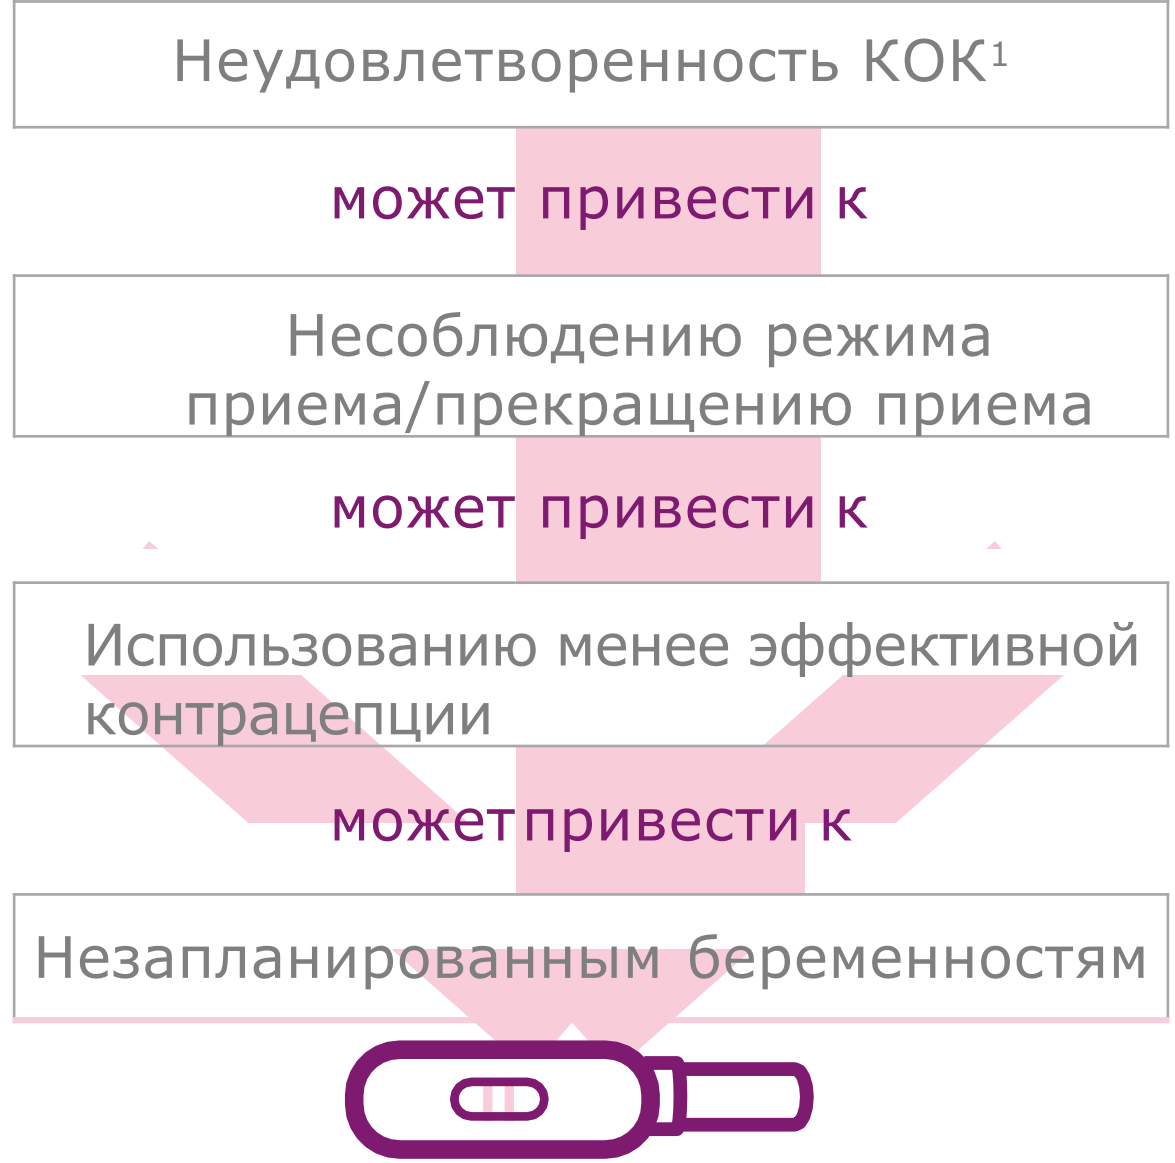 Неудовлетворенность КОК¹
может привести к
Несоблюдению режима
приема/прекращению приема
может привести к
Использованию менее эффективной
контрацепции
может привести к
Незапланированным беременностям